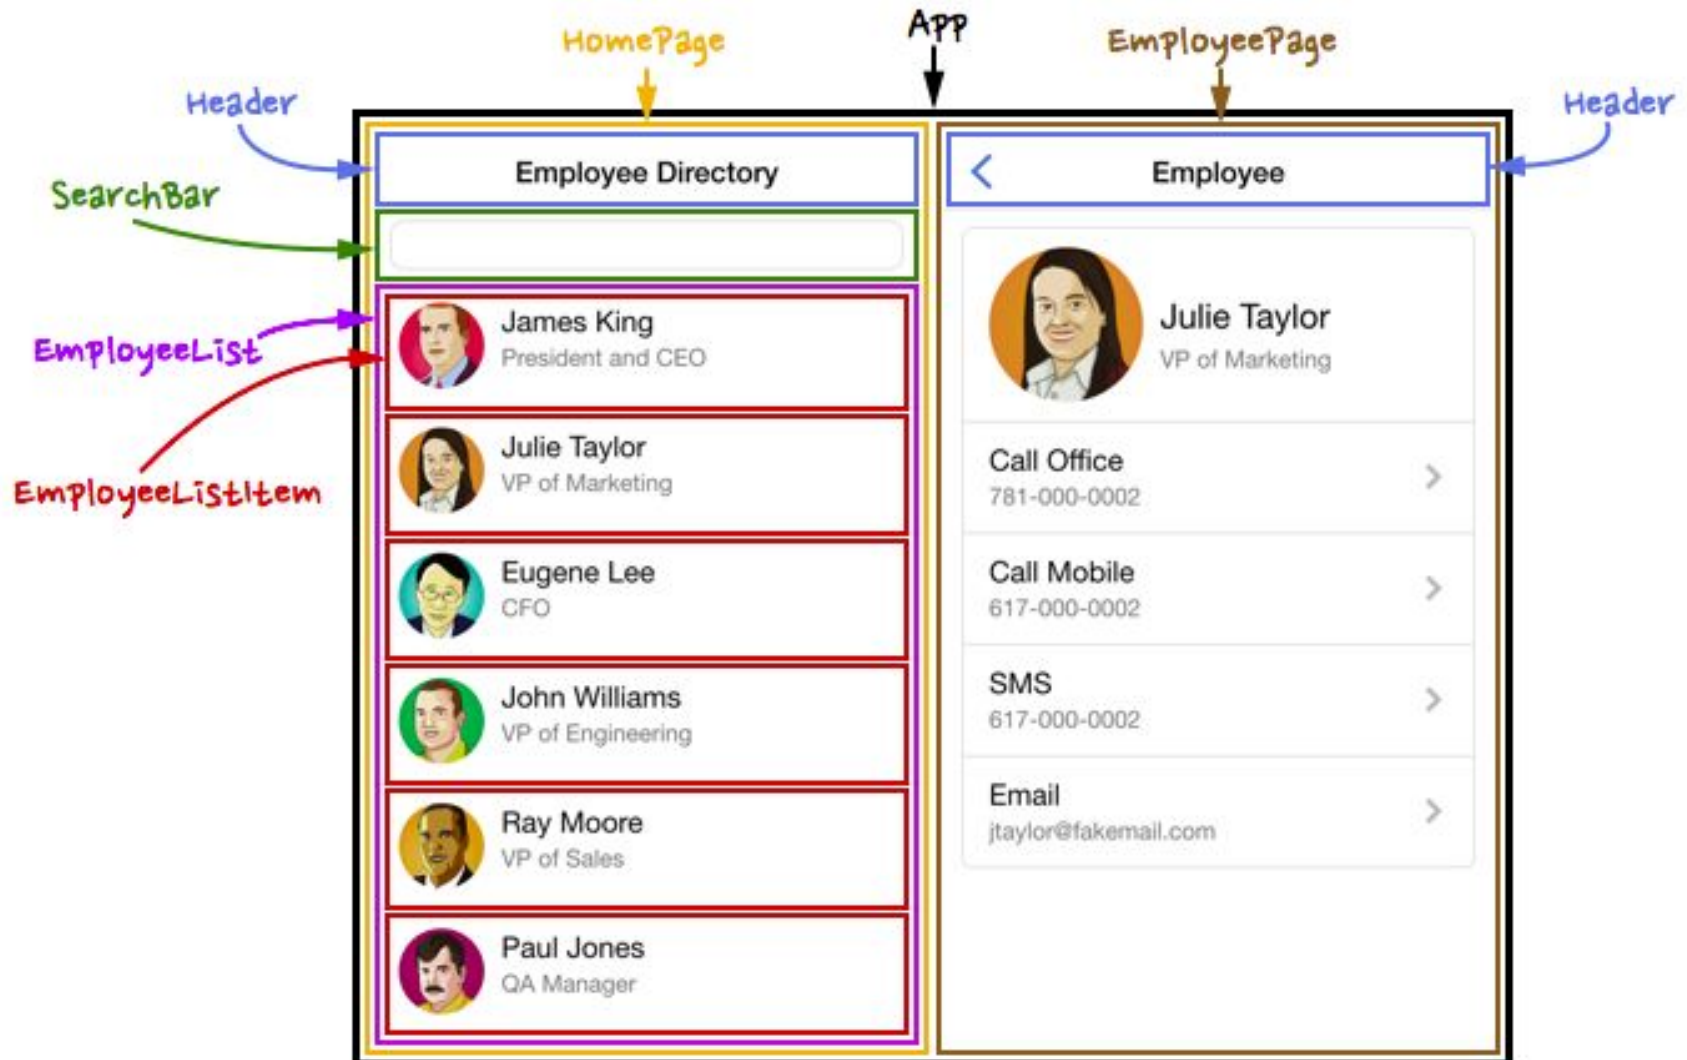 App
HomePage
EmployeePage
Header
Header
SearchBar
EmployeeList
EmployeeListItem
Employee Directory
James King
President and CEO
Julie Taylor
VP of Marketing
Eugene Lee
CFO
John Williams
VP of Engineering
Ray Moore
VP of Sales
Paul Jones
QA Manager
Employee
Julie Taylor
VP of Marketing
Call Office
781-000-0002
Call Mobile
617-000-0002
SMS
617-000-0002
Email
jtaylor@fakemail.com